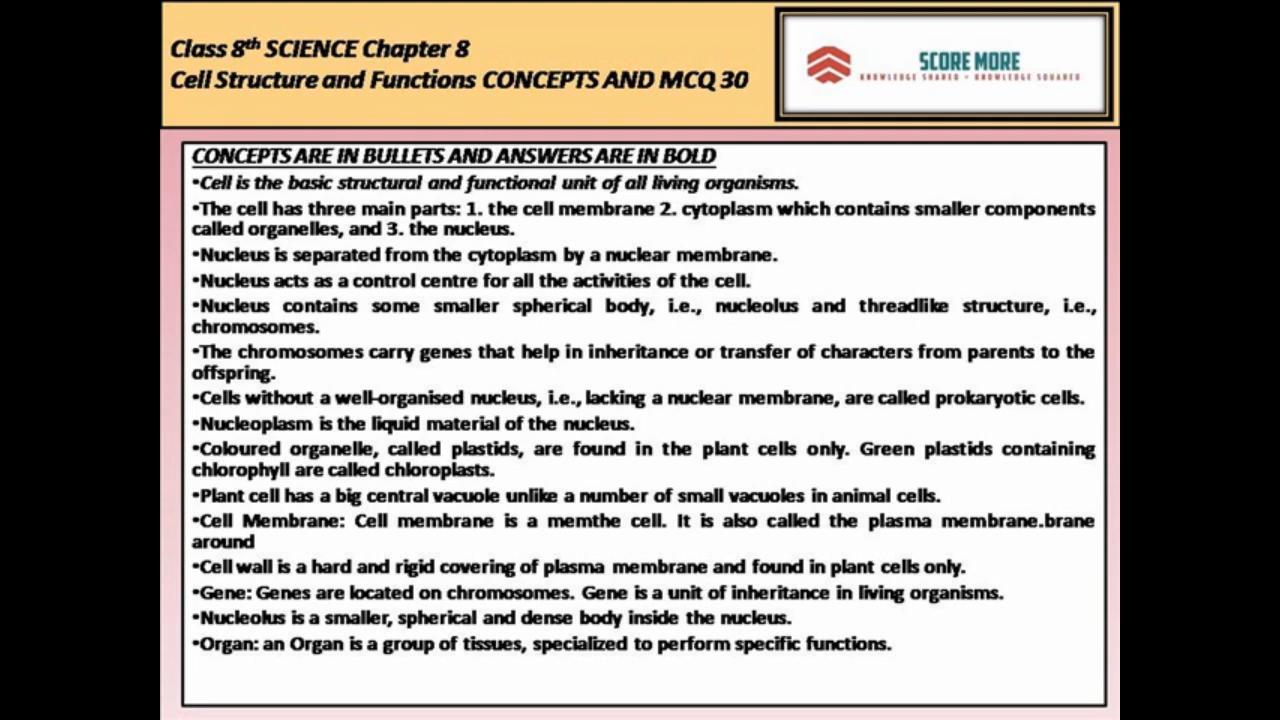 Class 8th SCIENCE Chapter 8
Cell Structure and Functions CONCEPTS AND MCQ 30
SCORE MORE
KNOWLEDGE SHARED = KNOWLEDGE SQUARED
CONCEPTS ARE IN BULLETS AND ANSWERS ARE IN BOLD
•Cell is the basic structural and functional unit of all living organisms.
•The cell has three main parts: 1. the cell membrane 2. cytoplasm which contains smaller components
called organelles, and 3. the nucleus.
•Nucleus is separated from the cytoplasm by a nuclear membrane.
•Nucleus acts as a control centre for all the activities of the cell.
•Nucleus contains some smaller spherical body, i.e., nucleolus and threadlike structure, i.e.,
chromosomes.
•The chromosomes carry genes that help in inheritance or transfer of characters from parents to the
offspring.
•Cells without a well-organised nucleus, i.e., lacking a nuclear membrane, are called prokaryotic cells.
•Nucleoplasm is the liquid material of the nucleus.
•Coloured organelle, called plastids, are found in the plant cells only. Green plastids containing
chlorophyll are called chloroplasts.
•Plant cell has a big central vacuole unlike a number of small vacuoles in animal cells.
•Cell Membrane: Cell membrane is a memthe cell. It is also called the plasma membrane.brane
around
•Cell wall is a hard and rigid covering of plasma membrane and found in plant cells only.
•Gene: Genes are located on chromosomes. Gene is a unit of inheritance in living organisms.
•Nucleolus is a smaller, spherical and dense body inside the nucleus.
•Organ: an Organ is a group of tissues, specialized to perform specific functions.